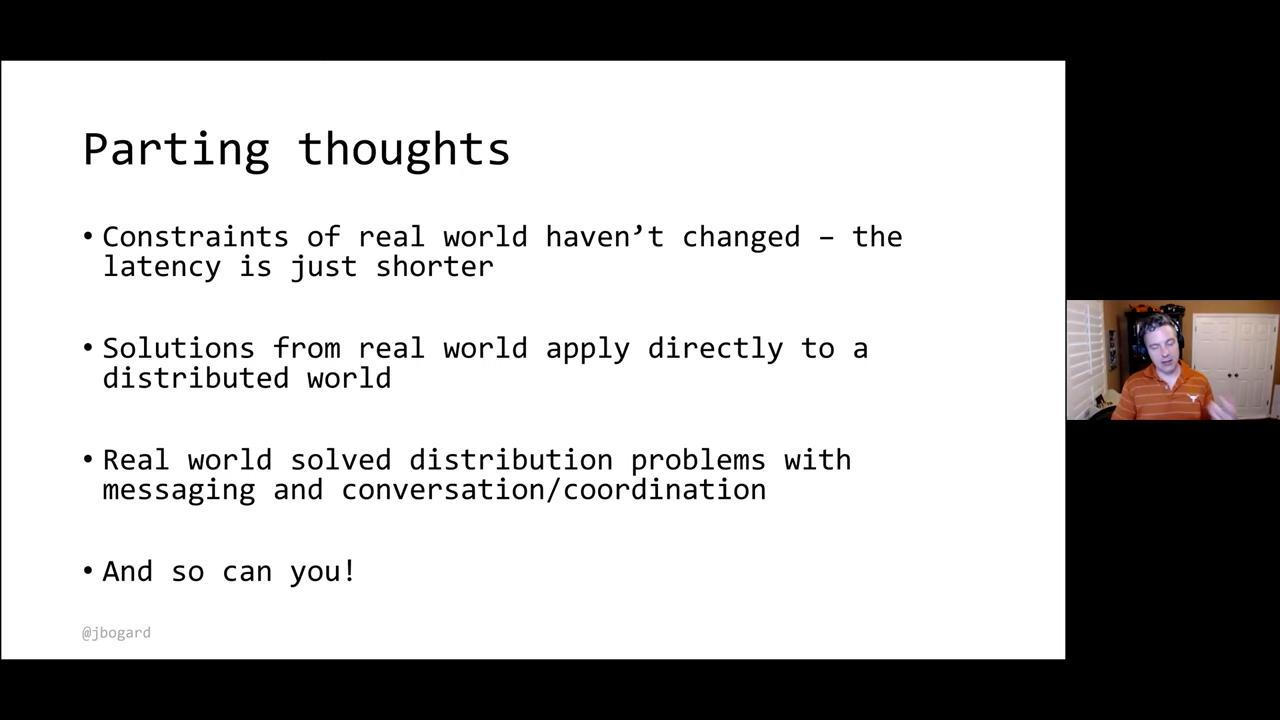 Parting thoughts
• Constraints of real world haven’t changed – the
latency is just shorter
• Solutions from real world apply directly to a
distributed world
• Real world solved distribution problems with
messaging and conversation/coordination
• And so can you!
@jbogard